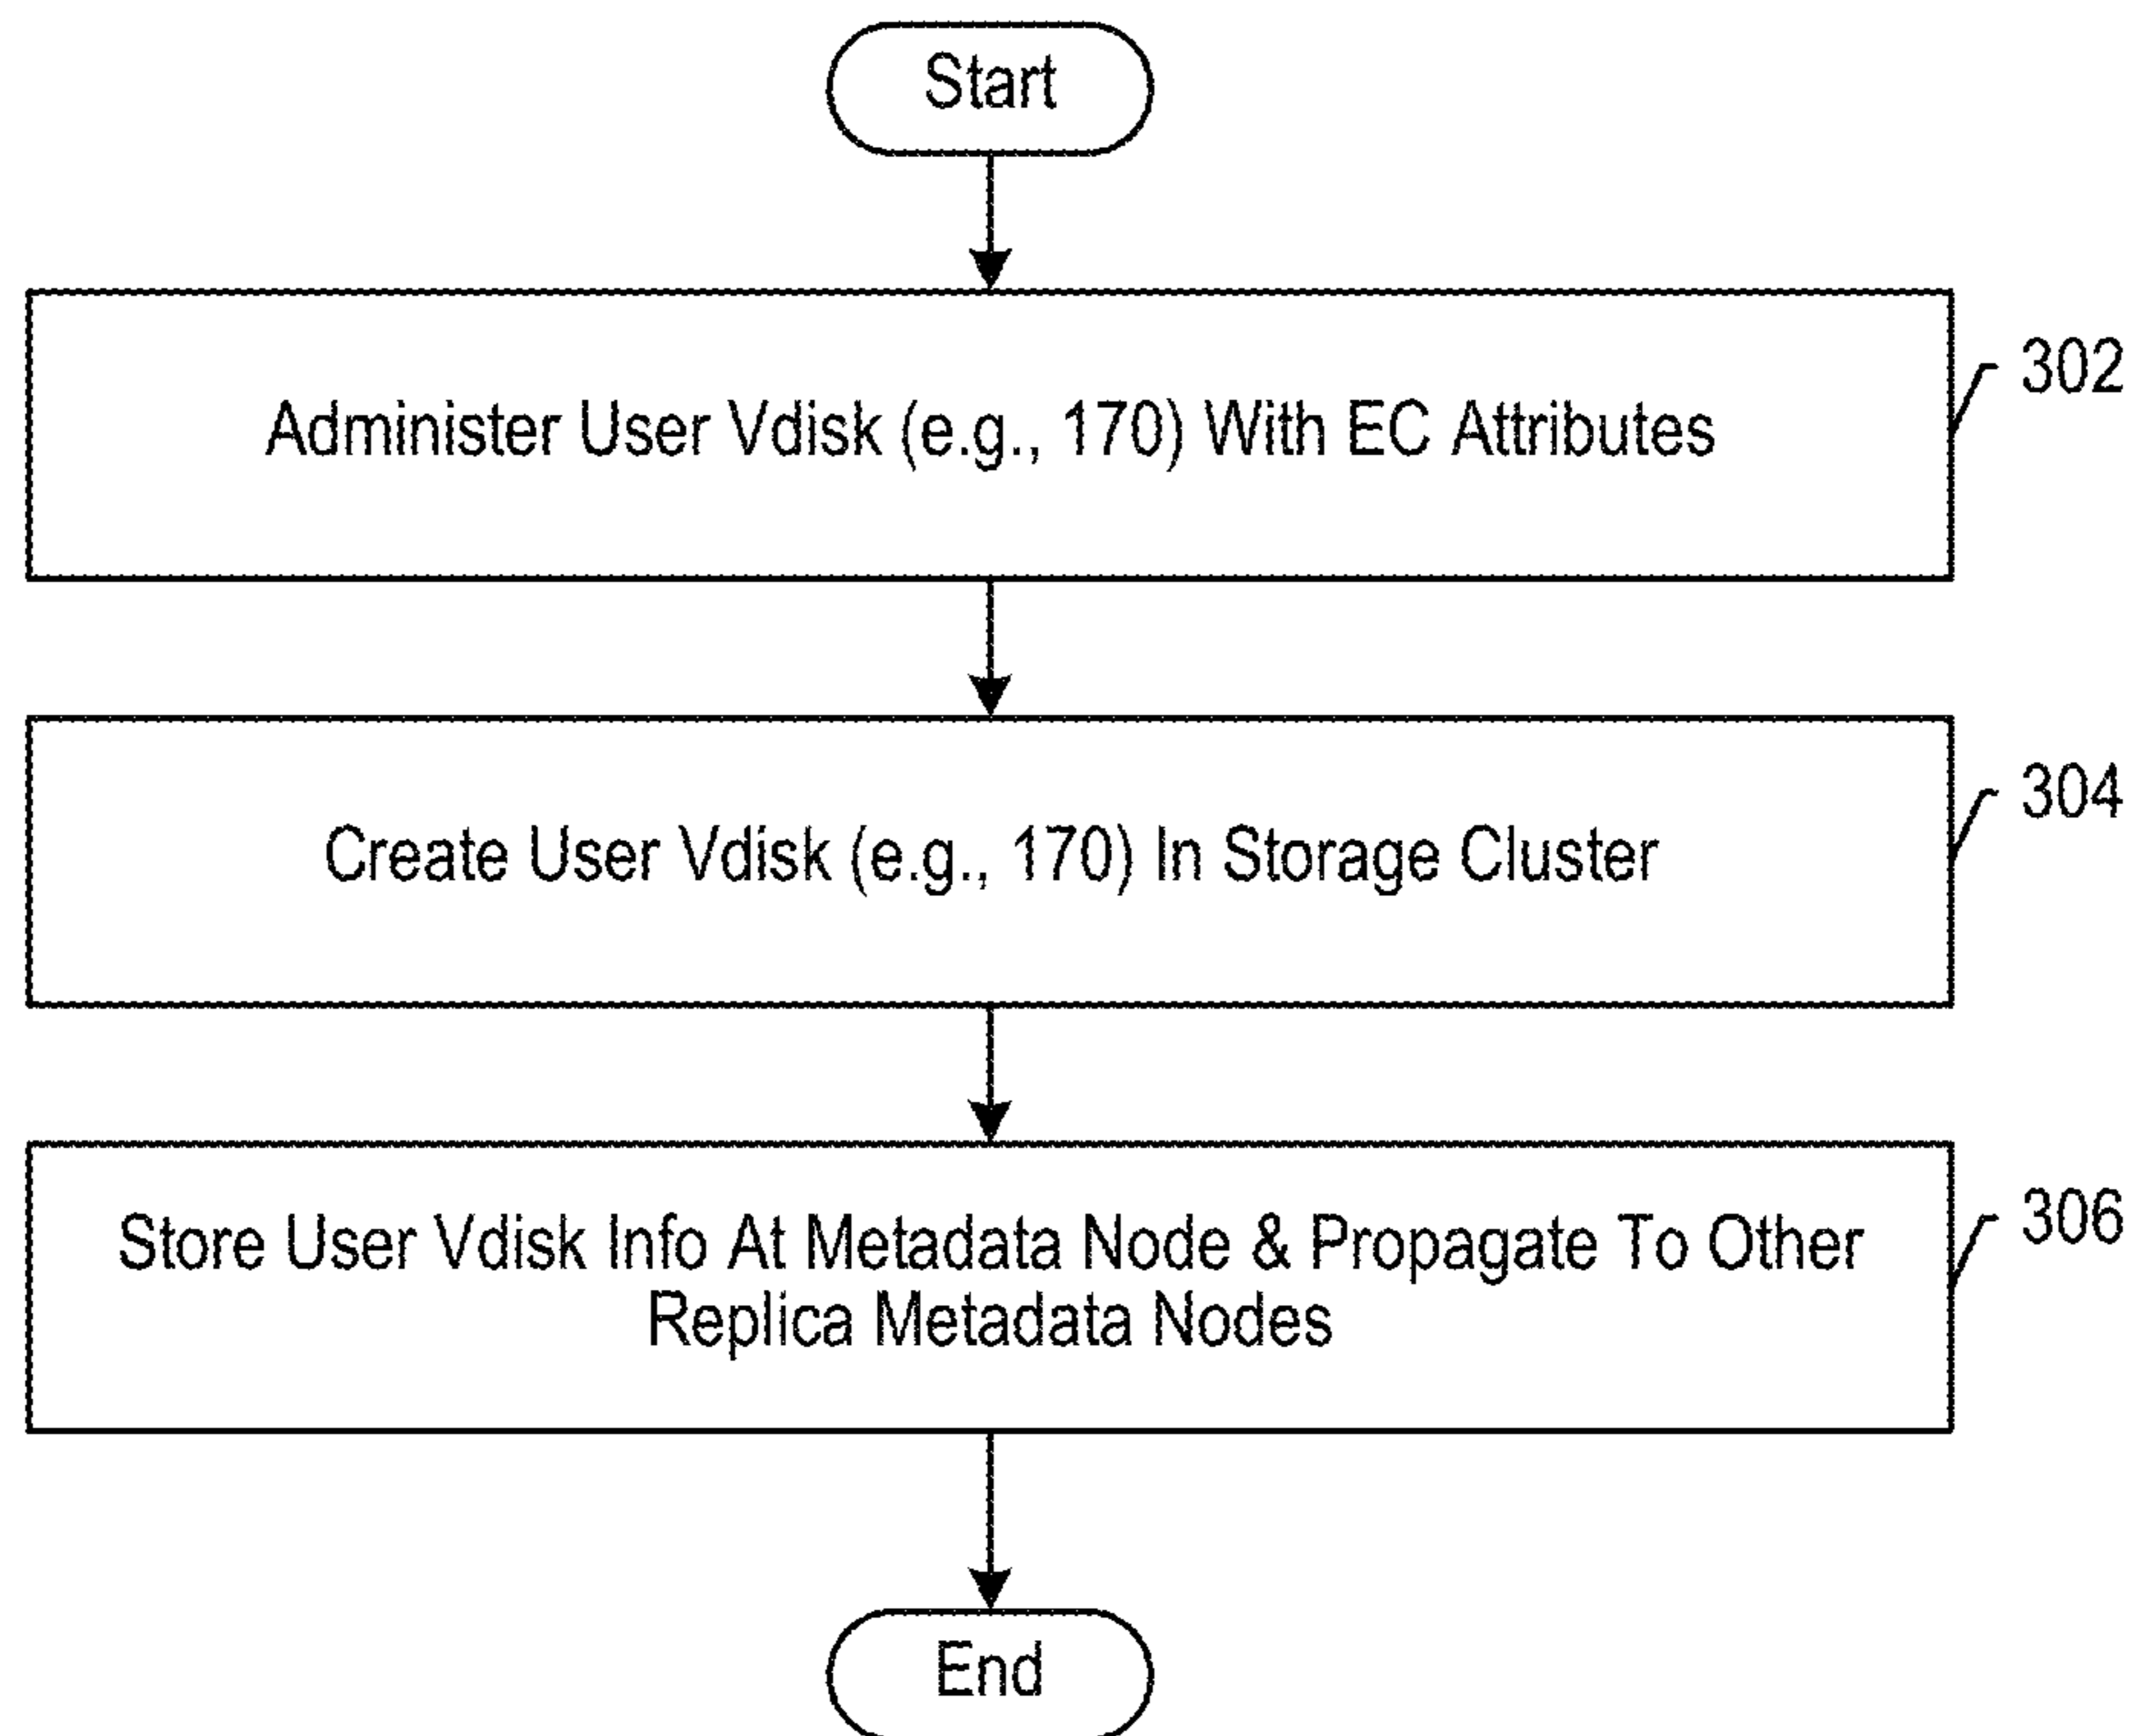 Start
302
Administer User Vdisk (e.g., 170) With EC Attributes
304
Create User Vdisk (e.g., 170) In Storage Cluster
306
Store User Vdisk Info At Metadata Node & Propagate To Other
Replica Metadata Nodes
End